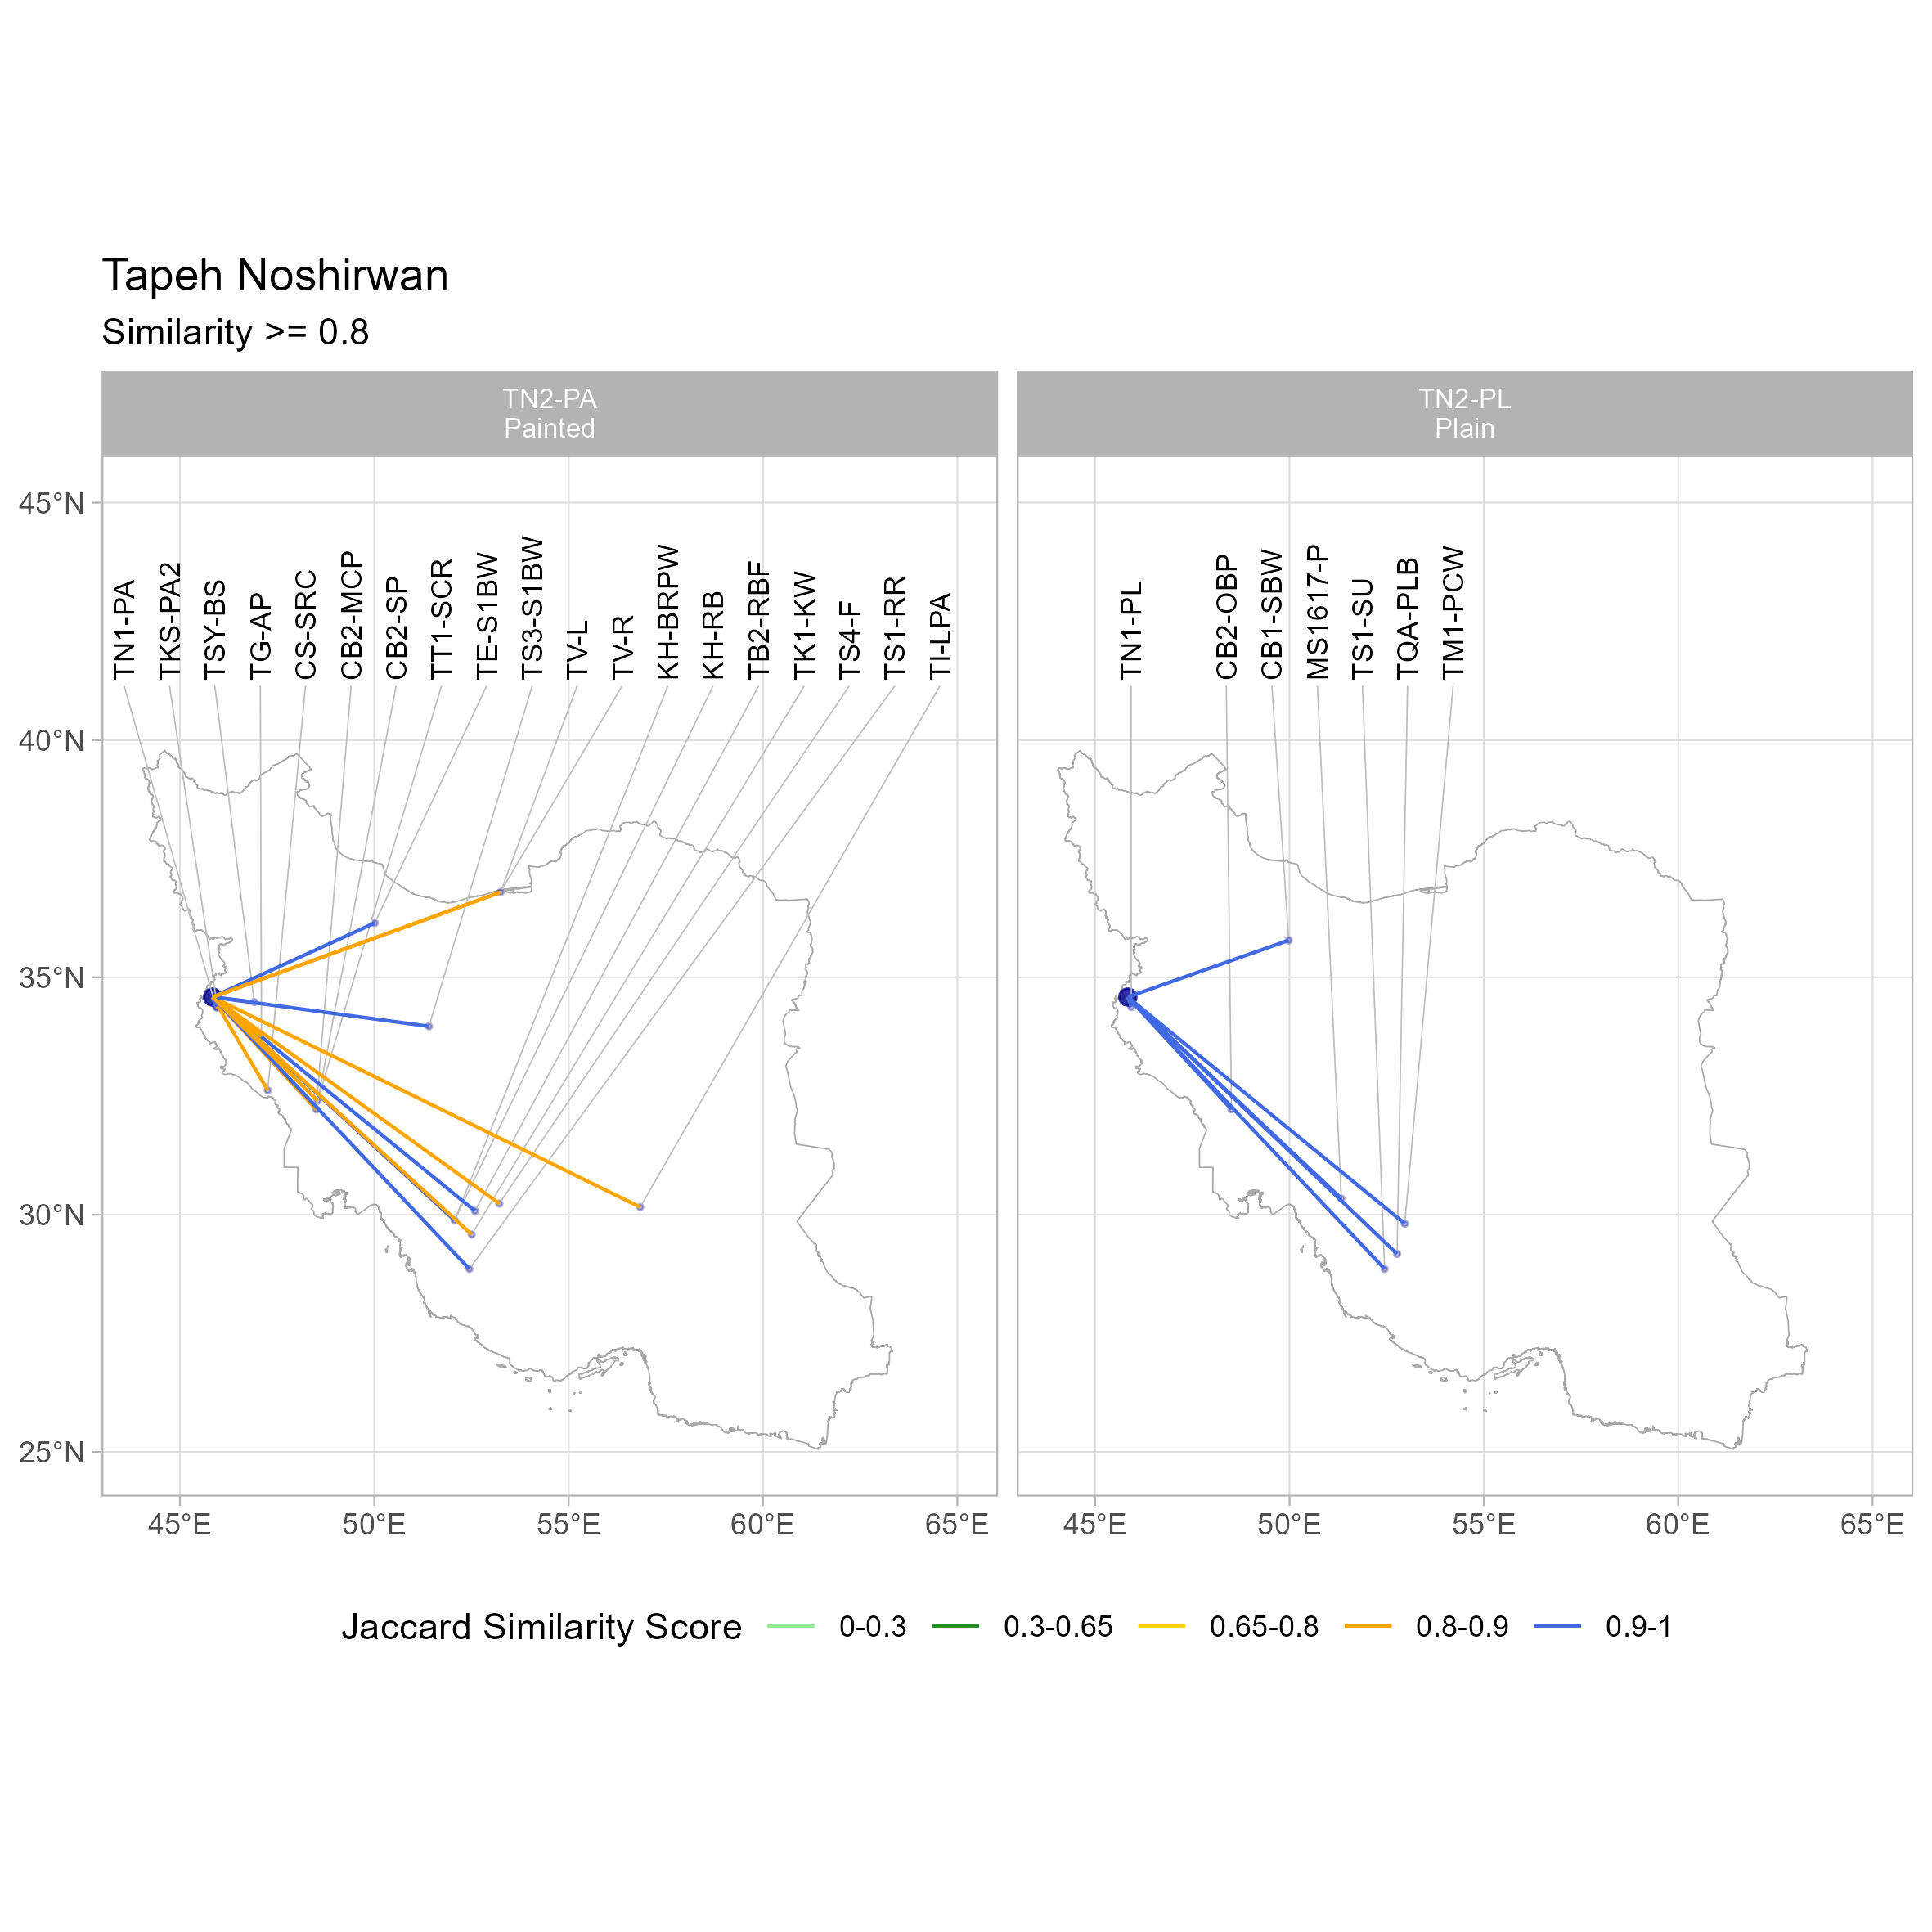 Tapeh Noshirwan
Similarity >= 0.8
TN2-PA
Painted
TN2-PL
Plain
45°N
40°N
35°N
30°N
25°N
TN1-PA
TKS-PA2
TSY-BS
TG-AP
CS-SRC
CB2-MCP
CB2-SP
TT1-SCR
TE-S1BW
TS3-S1BW
TV-L
TV-R
KH-BRPW
KH-RB
TB2-RBF
TK1-KW
TS4-F
TS1-RR
TI-LPA
TN1-PL
CB2-OBP
CB1-SBW
MS1617-P
TS1-SU
TQA-PLB
TM1-PCW
45°E 50°E 55°E 60°E 65°E
45°E 50°E 55°E 60°E 65°E
Jaccard Similarity Score 0-0.3 0.3-0.65 0.65-0.8 0.8-0.9 0.9-1